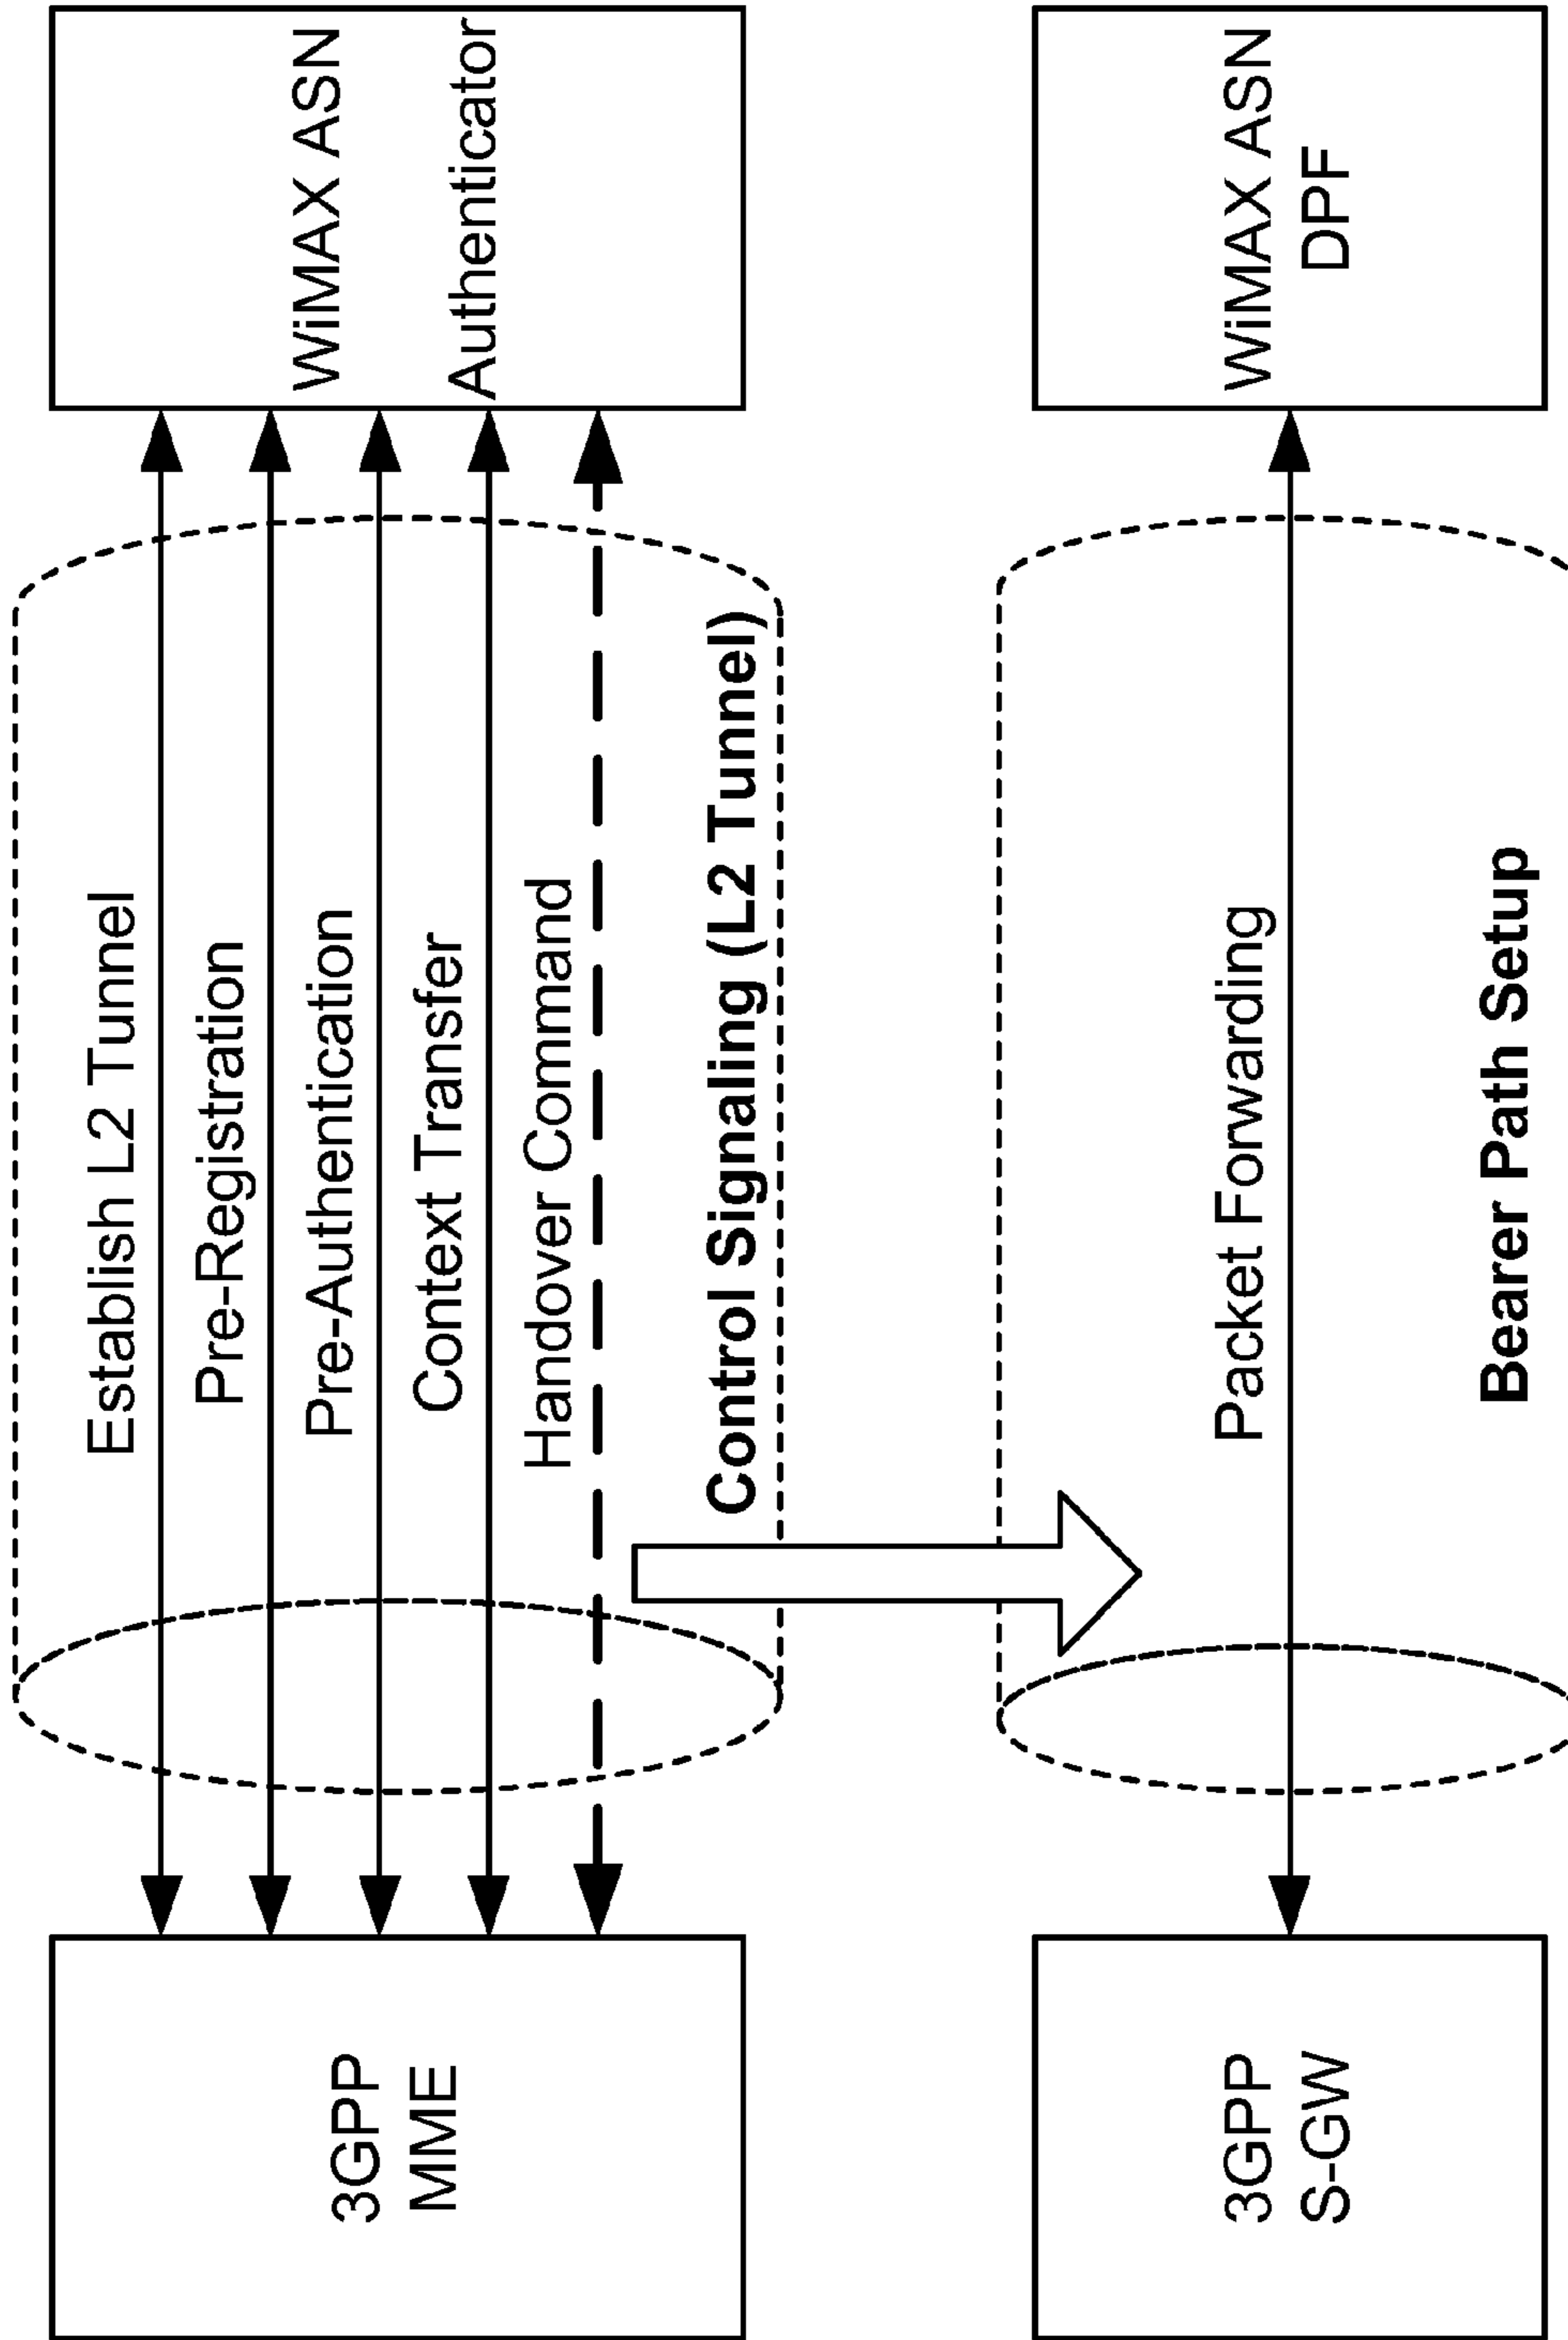 3GPP
MME
Establish L2 Tunnel
Pre-Registration
Pre-Authentication
Context Transfer
Handover Command
Control Signaling (L2 Tunnel)
WiMAX ASN
Authenticator
3GPP
S-GW
Packet Forwarding
Bearer Path Setup
WiMAX ASN
DPF